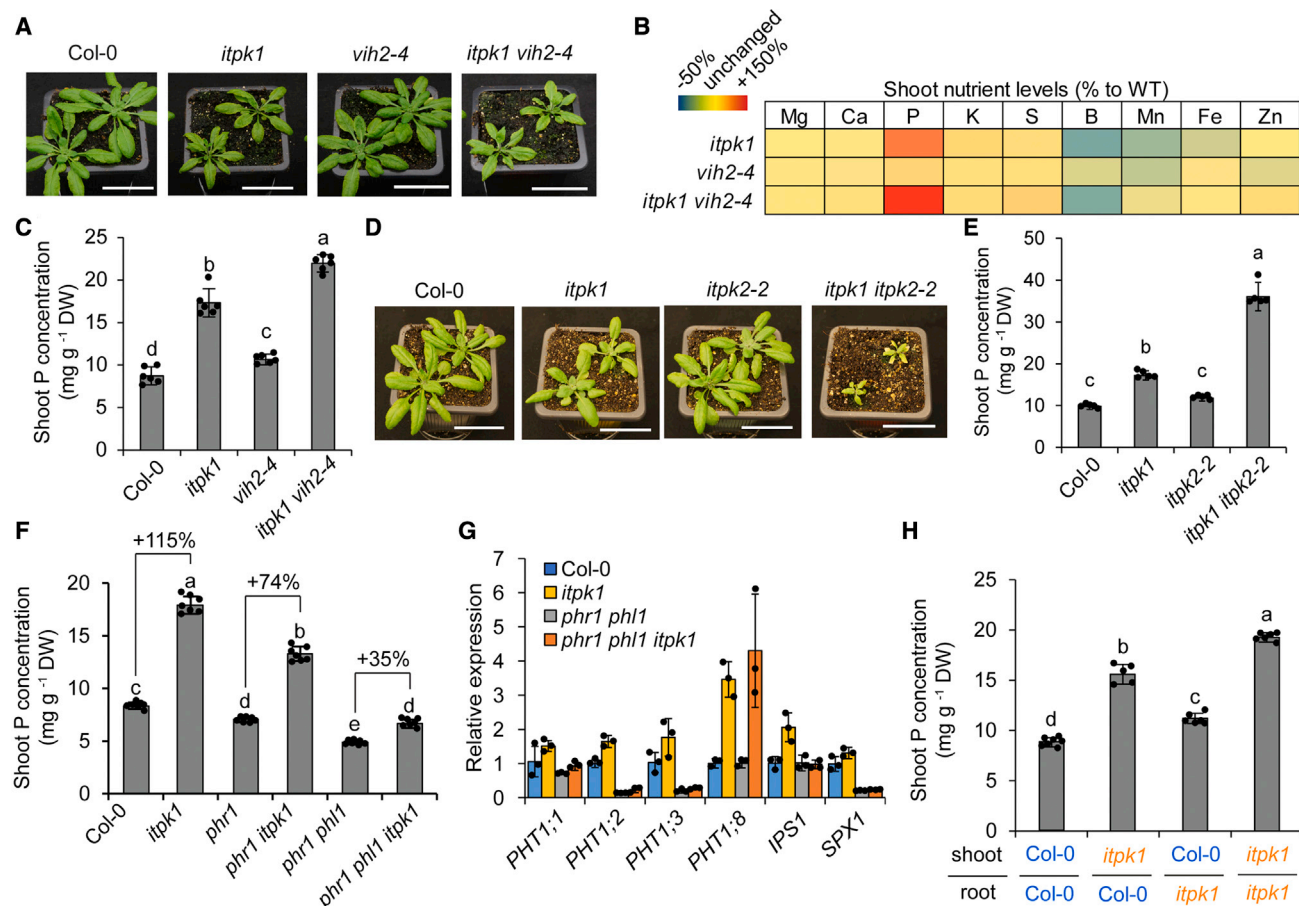 A
Col-0
itpk1
vih2-4
itpk1 vih2-4
B
-50%
unchanged
+150%
Shoot nutrient levels (% to WT)
Mg Ca P K S B Mn Fe Zn
itpk1
vih2-4
itpk1 vih2-4
C
Shoot P concentration
(mg g -1 DW)
25
20
15
10
5
0
d
b
c
a
Col-0
itpk1
vih2-4
itpk1 vih2-4
D
Col-0
itpk1
itpk2-2
itpk1 itpk2-2
E
Shoot P concentration
(mg g -1 DW)
50
40
30
20
10
0
c
b
c
a
Col-0
itpk1
itpk2-2
itpk1 itpk2-2
F
Shoot P concentration
(mg g -1 DW)
20
15
10
5
0
+115%
+74%
+35%
c
a
d
b
e
d
Col-0
itpk1
phr1
phr1 itpk1
phr1 phl1
phr1 phl1 itpk1
G
Relative expression
7
6
5
4
3
2
1
0
Col-0
itpk1
phr1 phl1
phr1 phl1 itpk1
PHT1;1
PHT1;2
PHT1;3
PHT1;8
IPS1
SPX1
H
Shoot P concentration
(mg g -1 DW)
25
20
15
10
5
0
d
b
c
a
shoot Col-0 itpk1 Col-0 itpk1
root Col-0 Col-0 itpk1 itpk1